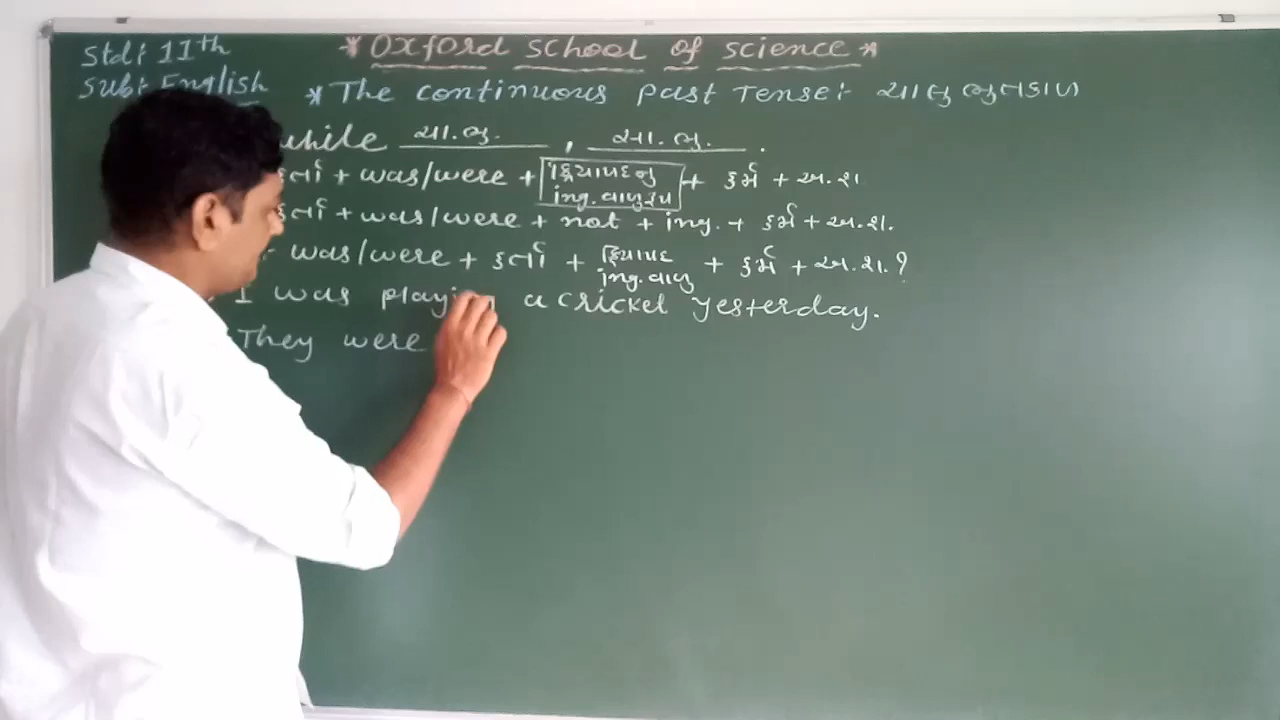 Std: 11th
* Oxford school of science *
Sub: English
* The continuous past Tense: ચાલુ ભૂતકાળ
while ચા.ભૂ. , ચા.ભૂ. .
કર્તા + was/were + ક્રિયાપદનું ing. વાળુ રૂપ + કર્મ + અ.શ.
કર્તા + was/were + not + ing. + કર્મ + અ.શ.
was/were + કર્તા + ક્રિયાપદ ing. વાળુ + કર્મ + અ.શ. ?
I was a cricket yesterday.
They were